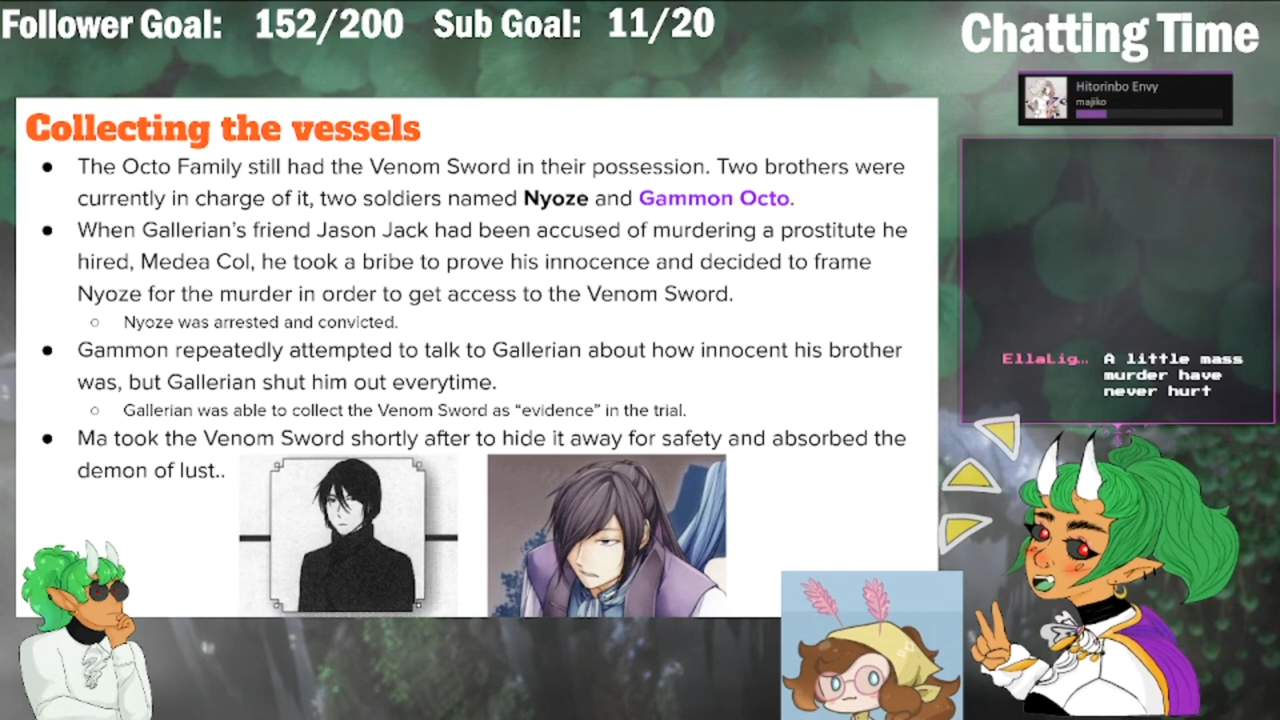 Follower Goal: 152/200 Sub Goal: 11/20
Chatting Time
Hitorinbo Envy
majiko
Collecting the vessels
● The Octo Family still had the Venom Sword in their possession. Two brothers were
currently in charge of it, two soldiers named Nyoze and Gammon Octo.
● When Gallerian's friend Jason Jack had been accused of murdering a prostitute he
hired, Medea Col, he took a bribe to prove his innocence and decided to frame
Nyoze for the murder in order to get access to the Venom Sword.
○ Nyoze was arrested and convicted.
● Gammon repeatedly attempted to talk to Gallerian about how innocent his brother
was, but Gallerian shut him out everytime.
○ Gallerian was able to collect the Venom Sword as “evidence” in the trial.
● Ma took the Venom Sword shortly after to hide it away for safety and absorbed the
demon of lust..
EllaLig… A little mass
murder have
never hurt